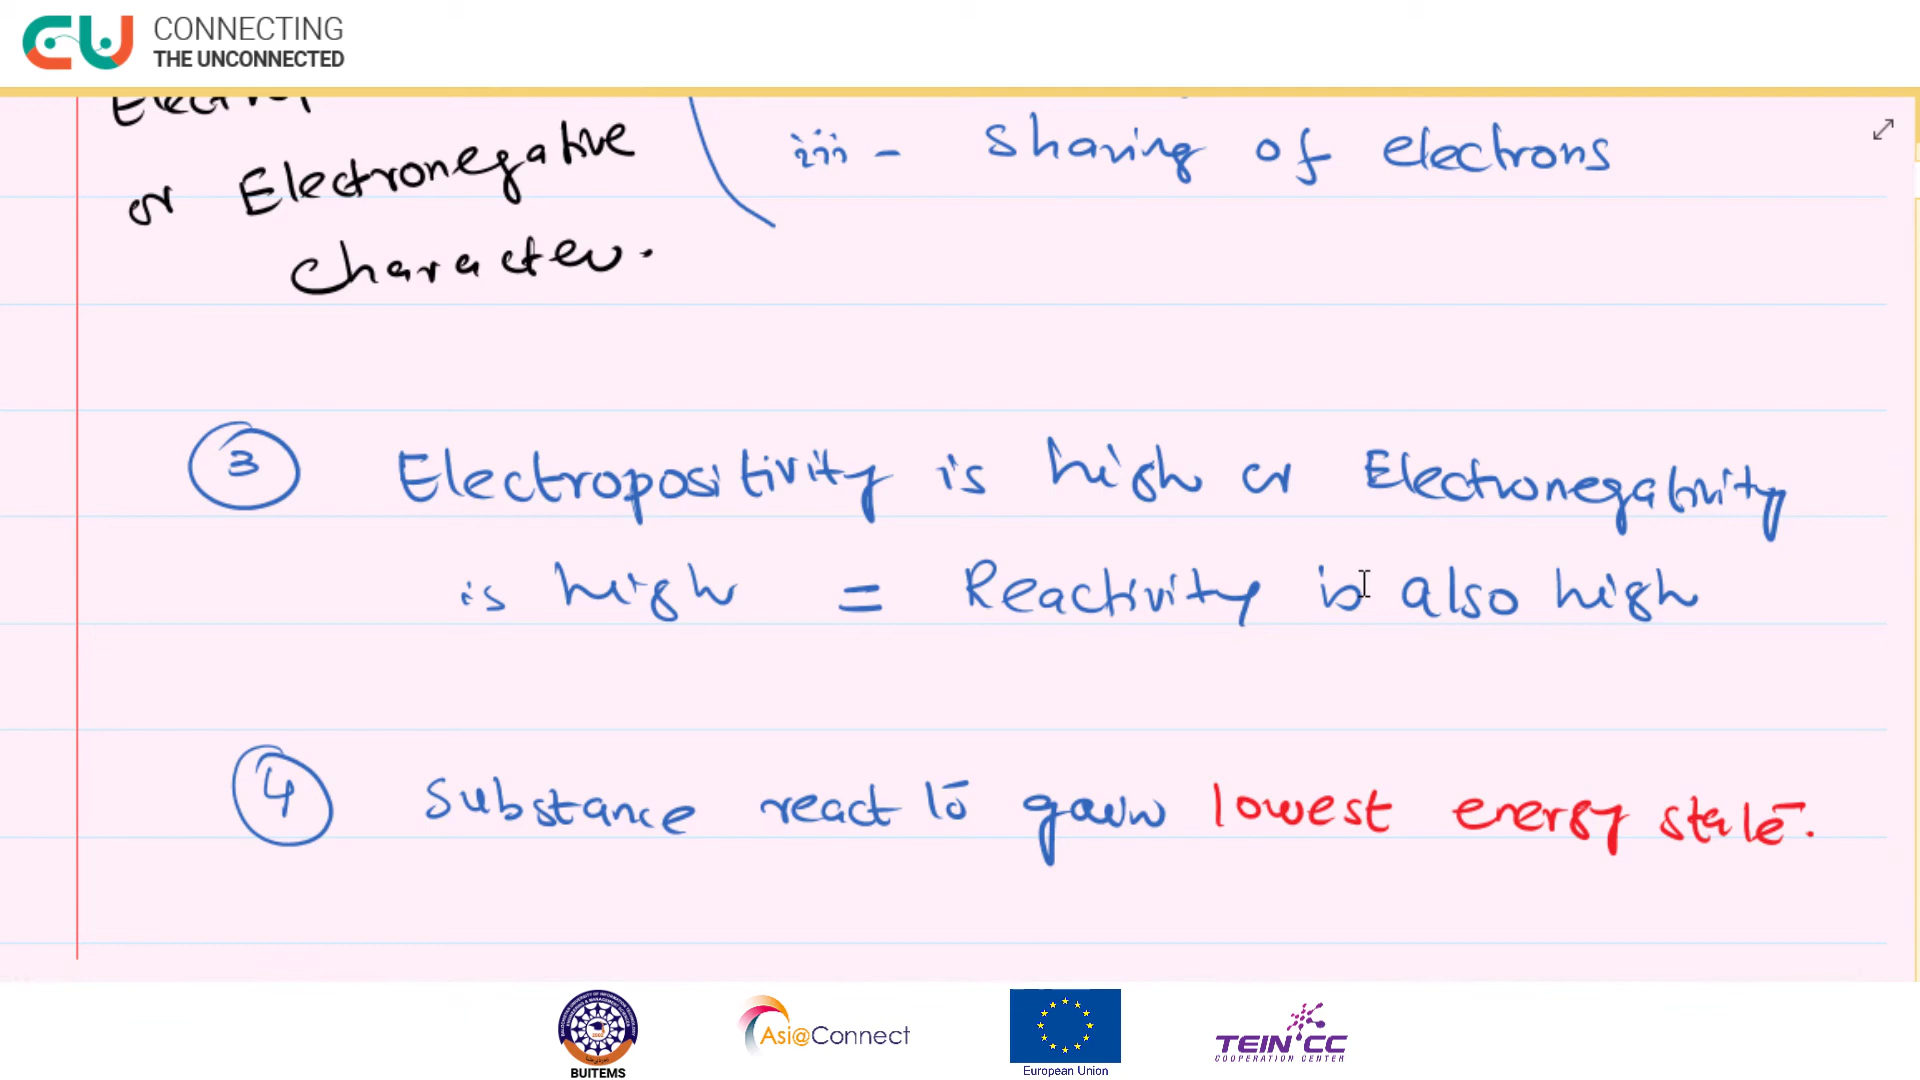 CONNECTING
THE UNCONNECTED
iii - sharing of electrons
or Electronegative
character.
3 Electropositivity is high or Electronegativity
is high = Reactivity is also high
4 Substance react to gain lowest energy state.
BUITEMS
Asi@Connect
European Union
TEIN*CC
COOPERATION CENTER